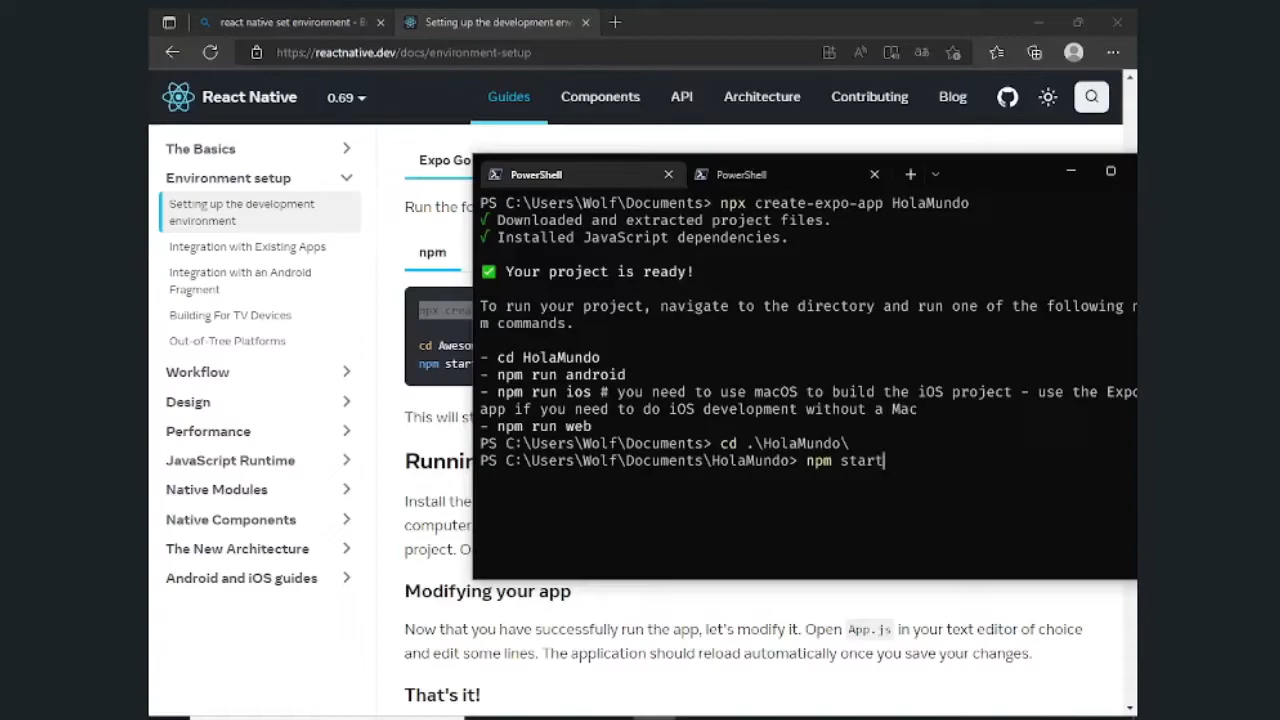 react native set environment - B
Setting up the development env
https://reactnative.dev/docs/environment-setup
React Native
0.69
Guides
Components
API
Architecture
Contributing
Blog
The Basics
Environment setup
Setting up the development
environment
Integration with Existing Apps
Integration with an Android
Fragment
Building For TV Devices
Out-of-Tree Platforms
Workflow
Design
Performance
JavaScript Runtime
Native Modules
Native Components
The New Architecture
Android and iOS guides
Expo Go
Run the fo
npm
npx crea
cd Aweso
npm star
This will st
Runnin
Install the
computer
project. O
PowerShell
PowerShell
PS C:\Users\Wolf\Documents> npx create-expo-app HolaMundo
√ Downloaded and extracted project files.
√ Installed JavaScript dependencies.
✅ Your project is ready!
To run your project, navigate to the directory and run one of the following n
m commands.
- cd HolaMundo
- npm run android
- npm run ios # you need to use macOS to build the iOS project - use the Expo
app if you need to do iOS development without a Mac
- npm run web
PS C:\Users\Wolf\Documents> cd .\HolaMundo\
PS C:\Users\Wolf\Documents\HolaMundo> npm start
Modifying your app
Now that you have successfully run the app, let's modify it. Open App.js in your text editor of choice
and edit some lines. The application should reload automatically once you save your changes.
That's it!